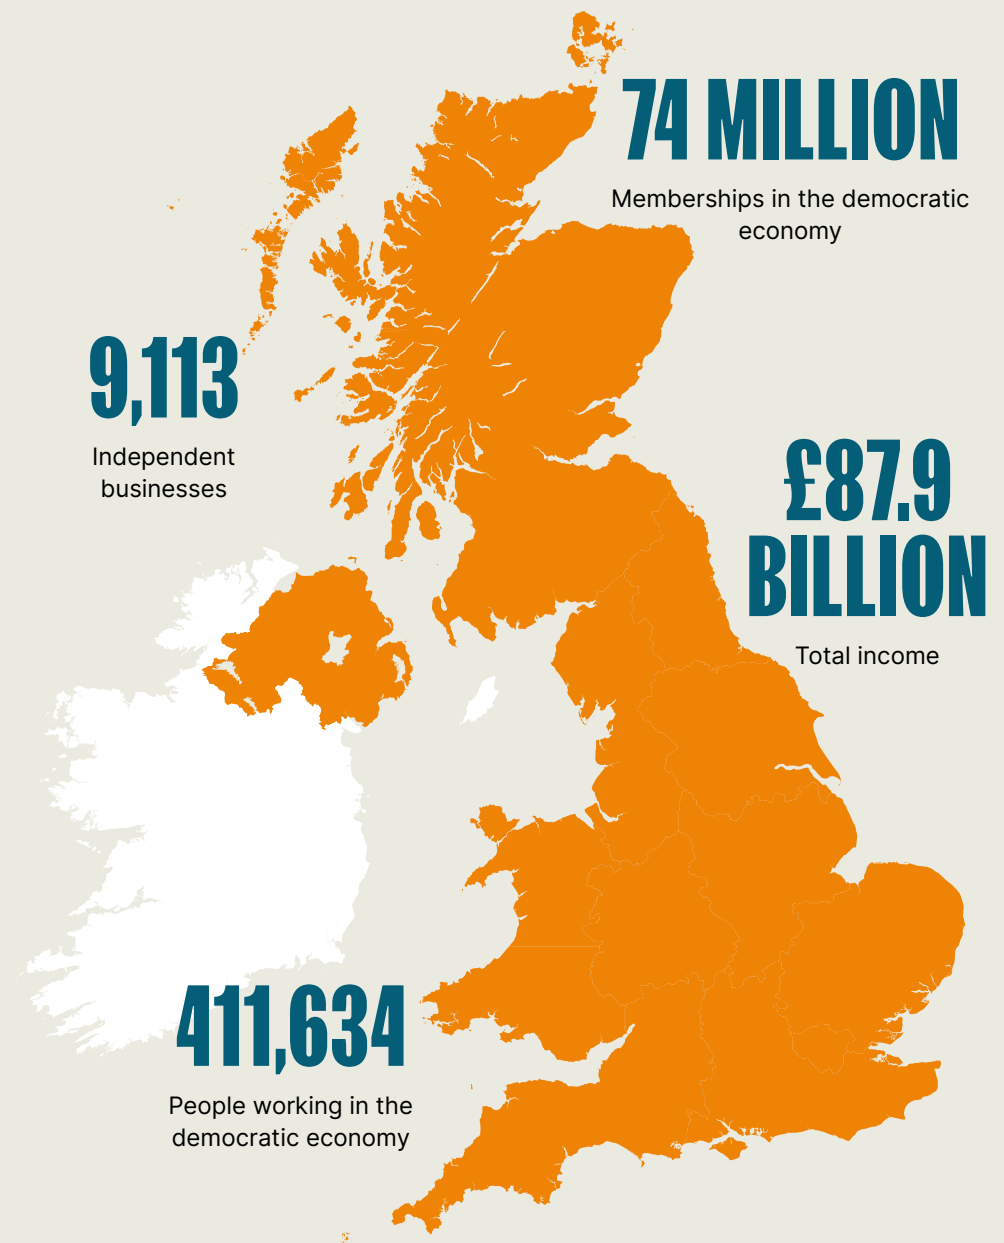 74 MILLION
Memberships in the democratic
economy
9,113
Independent
businesses
£87.9
BILLION
Total income
411,634
People working in the
democratic economy